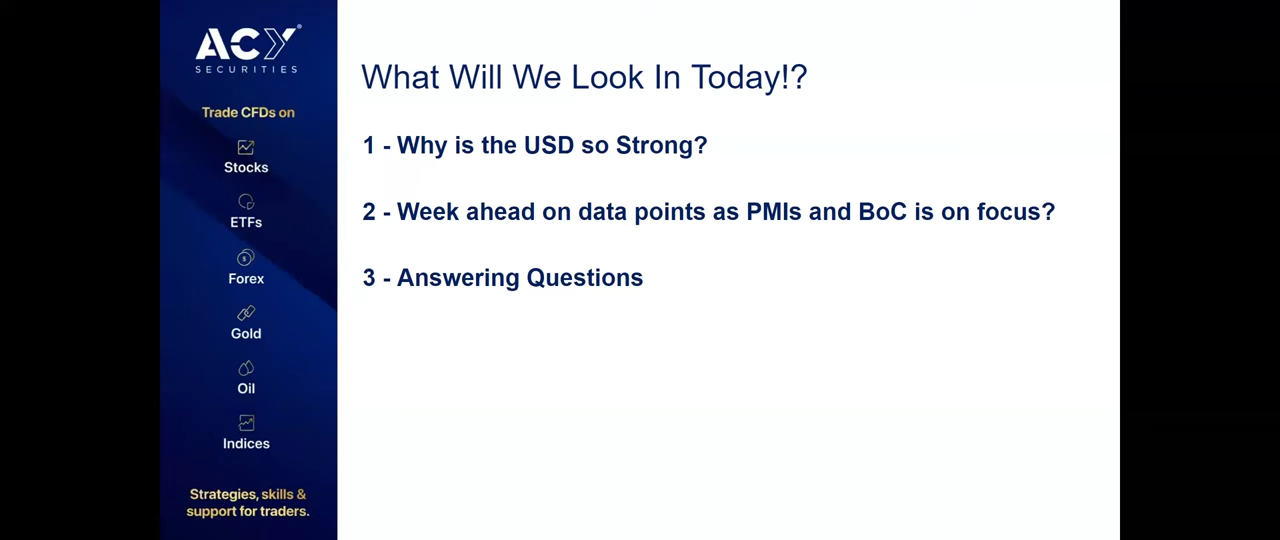 ACY®
SECURITIES
Trade CFDs on
Stocks
ETFs
Forex
Gold
Oil
Indices
Strategies, skills &
support for traders.
What Will We Look In Today!?
1 - Why is the USD so Strong?
2 - Week ahead on data points as PMIs and BoC is on focus?
3 - Answering Questions